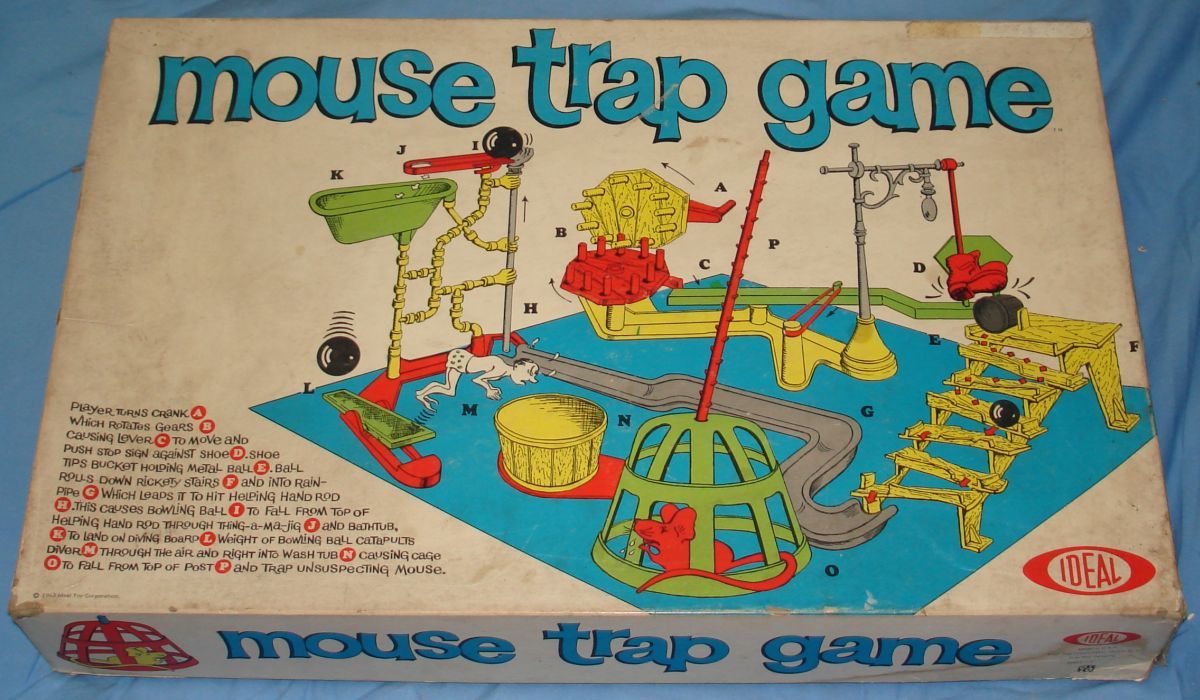 mouse trap game
TM
I
J
K
A
B
P
C
D
H
E
F
L
M
G
N
O
PLAYER TURNS CRANK A
WHICH ROTATES GEARS B
CAUSING LEVER C TO MOVE AND
PUSH STOP SIGN AGAINST SHOE D. SHOE
TIPS BUCKET HOLDING METAL BALL E. BALL
ROLLS DOWN RICKETY STAIRS F AND INTO RAIN-
PIPE G WHICH LEADS IT TO HIT HELPING HAND ROD
H. THIS CAUSES BOWLING BALL I TO FALL FROM TOP OF
HELPING HAND ROD THROUGH THING-A-MA-JIG J AND BATHTUB,
K TO LAND ON DIVING BOARD L WEIGHT OF BOWLING BALL CATAPULTS
DIVER M THROUGH THE AIR AND RIGHT INTO WASH TUB N CAUSING CAGE
O TO FALL FROM TOP OF POST P AND TRAP UNSUSPECTING MOUSE.
© 1963 Ideal Toy Corporation
IDEAL
mouse trap game
IDEAL